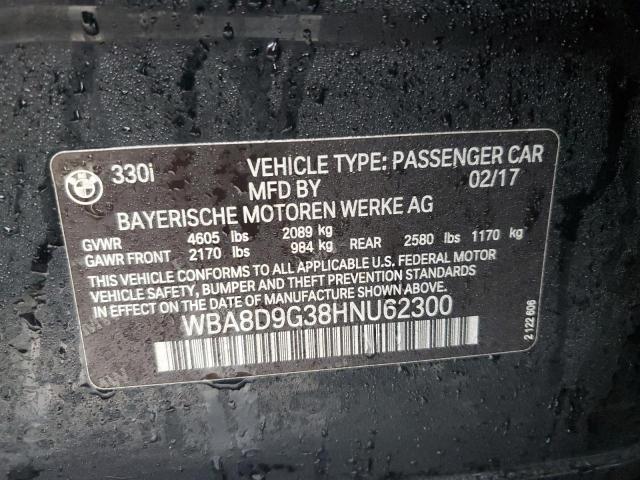 330i VEHICLE TYPE: PASSENGER CAR
MFD BY 02/17
BAYERISCHE MOTOREN WERKE AG
GVWR 4605 lbs 2089 kg
GAWR FRONT 2170 lbs 984 kg REAR 2580 lbs 1170 kg
THIS VEHICLE CONFORMS TO ALL APPLICABLE U.S. FEDERAL MOTOR
VEHICLE SAFETY, BUMPER AND THEFT PREVENTION STANDARDS
IN EFFECT ON THE DATE OF MANUFACTURE SHOWN ABOVE.
WBA8D9G38HNU62300
2 122 606